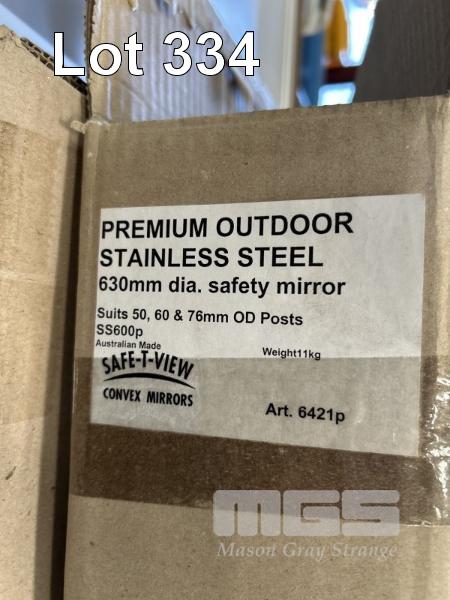 Lot 334
PREMIUM OUTDOOR
STAINLESS STEEL
630mm dia. safety mirror
Suits 50, 60 & 76mm OD Posts
SS600p
Australian Made
Weight11kg
SAFE-T-VIEW
CONVEX MIRRORS
Art. 6421p
MGS
Mason Gray Strange